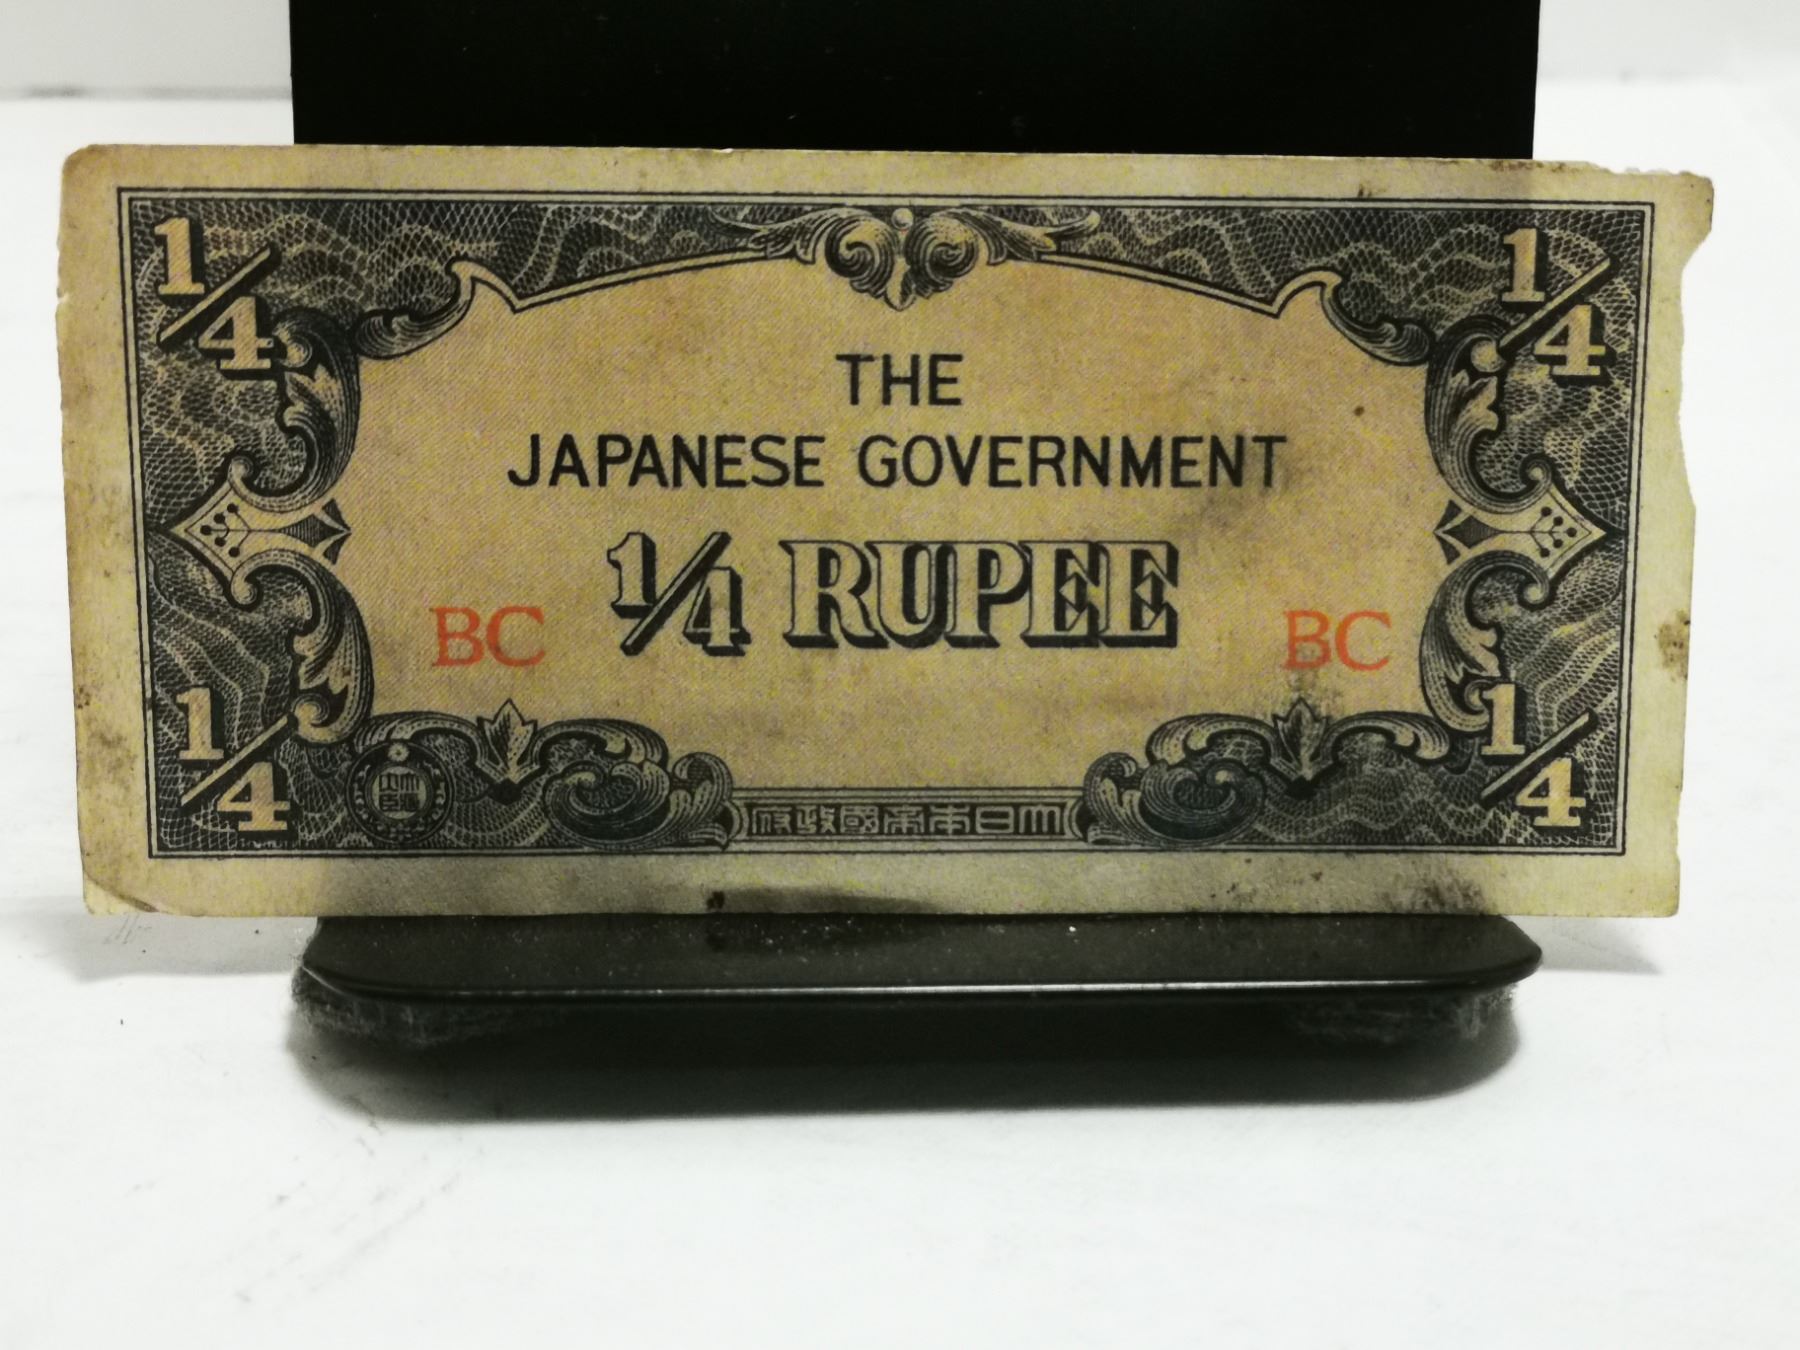 1/4 1/4
THE
JAPANESE GOVERNMENT
1/4 RUPEE
BC BC
1/4 1/4
府政國帝本日大